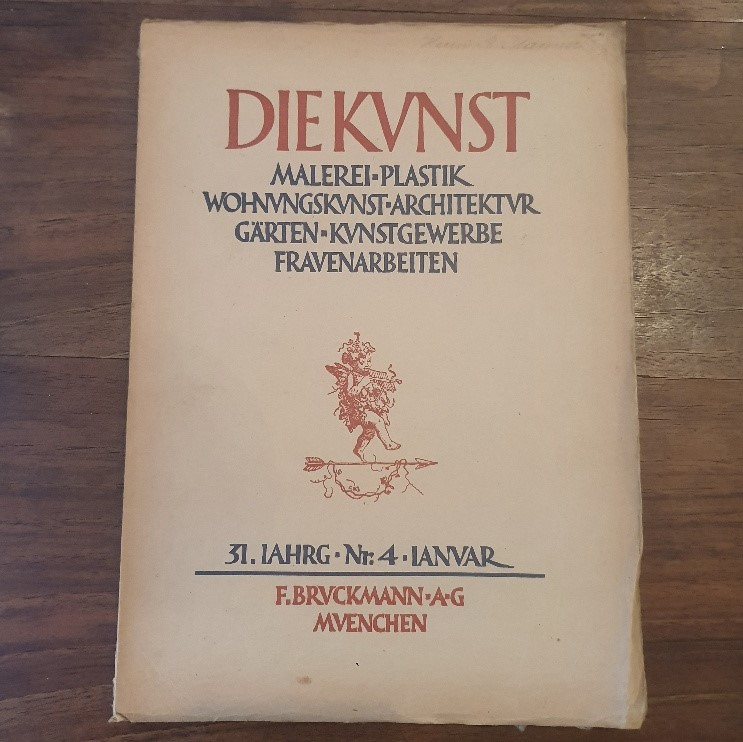 DIE KVNST
MALEREI·PLASTIK
WOHNVNGSKVNST·ARCHITEKTVR
GÄRTEN·KVNSTGEWERBE
FRAVENARBEITEN
31. IAHRG · Nr: 4 · IANVAR
F. BRVCKMANN·A·G
MVENCHEN